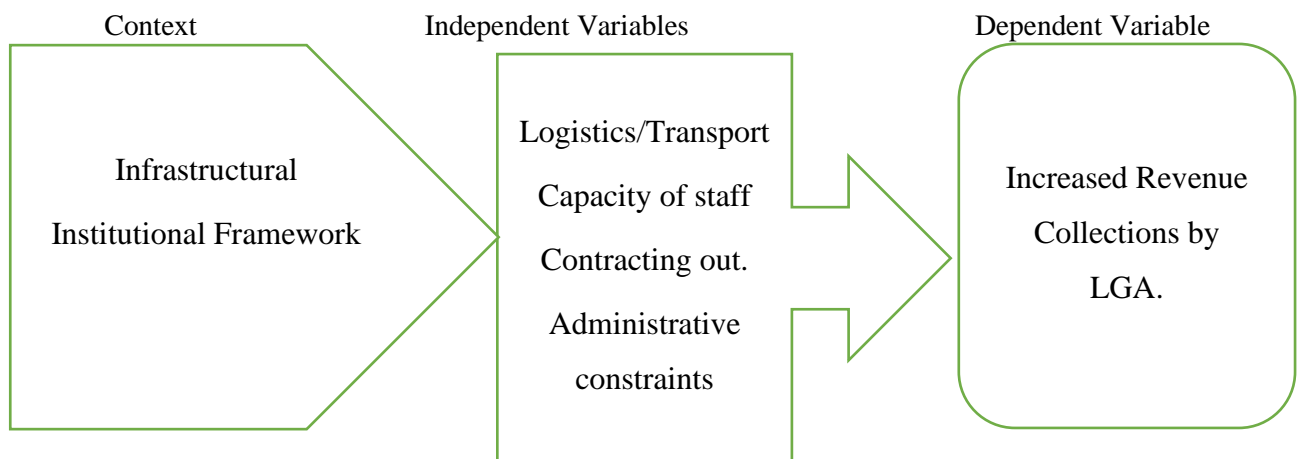 Context
Independent Variables
Dependent Variable
Infrastructural
Institutional Framework
Logistics/Transport
Capacity of staff
Contracting out.
Administrative
constraints
Increased Revenue
Collections by
LGA.